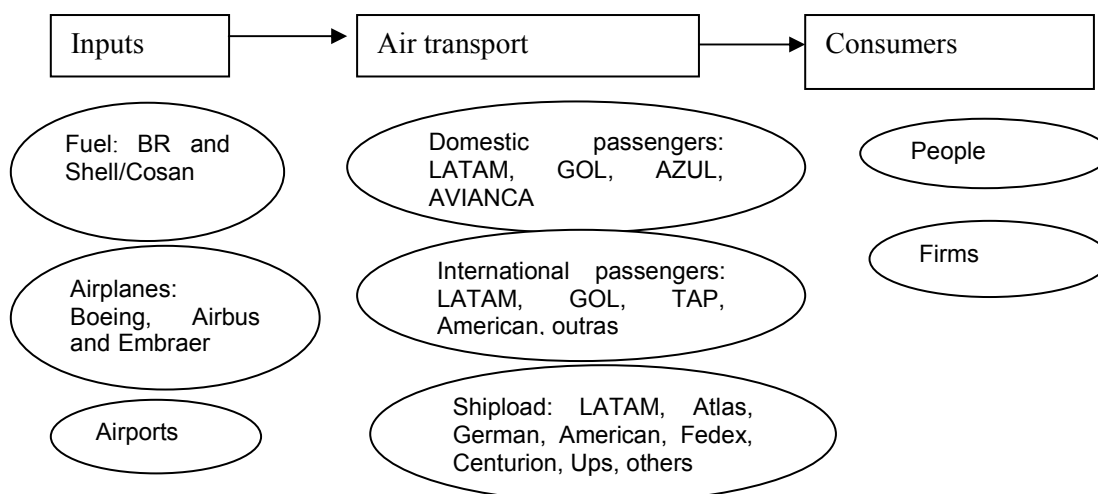 Inputs
Air transport
Consumers
Fuel: BR and
Shell/Cosan
Airplanes:
Boeing, Airbus
and Embraer
Airports
Domestic passengers:
LATAM, GOL, AZUL,
AVIANCA
International passengers:
LATAM, GOL, TAP,
American, outras
Shipload: LATAM, Atlas,
German, American, Fedex,
Centurion, Ups, others
People
Firms